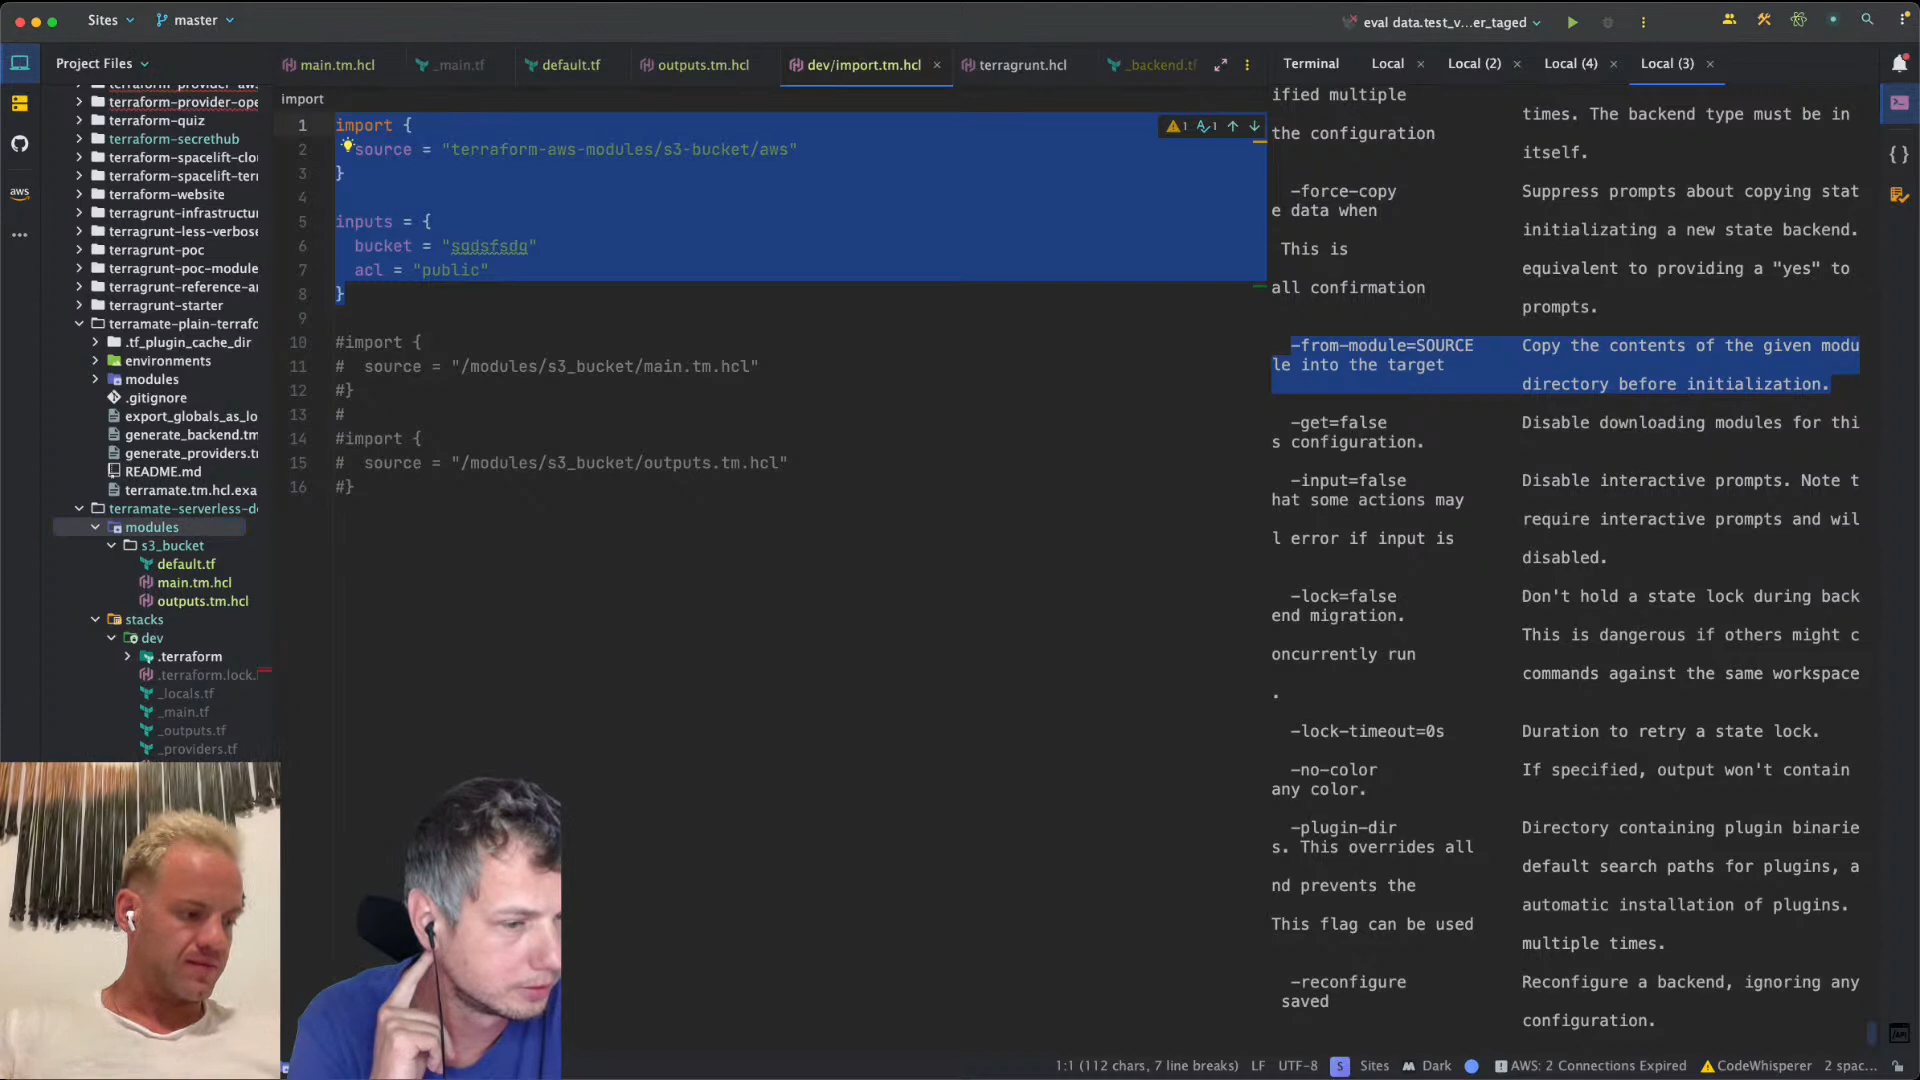 Sites
master
eval data.test_v...er_taged
Project Files
main.tm.hcl
_main.tf
default.tf
outputs.tm.hcl
dev/import.tm.hcl
terragrunt.hcl
_backend.tf
Terminal
Local
Local (2)
Local (4)
Local (3)
terraform-provider-ope
terraform-quiz
terraform-secrethub
terraform-spacelift-clo
terraform-spacelift-ter
terraform-website
terragrunt-infrastructur
terragrunt-less-verbose
terragrunt-poc
terragrunt-poc-module
terragrunt-reference-ar
terragrunt-starter
terramate-plain-terrafo
.tf_plugin_cache_dir
environments
modules
.gitignore
export_globals_as_lo
generate_backend.tm
generate_providers.tr
README.md
terramate.tm.hcl.exa
terramate-serverless-de
modules
s3_bucket
default.tf
main.tm.hcl
outputs.tm.hcl
stacks
dev
.terraform
.terraform.lock.
_locals.tf
_main.tf
_outputs.tf
_providers.tf
aws
import
1 import {
2 source = "terraform-aws-modules/s3-bucket/aws"
3 }
4
5 inputs = {
6 bucket = "sgdsfsdg"
7 acl = "public"
8 }
9
10 #import {
11 # source = "/modules/s3_bucket/main.tm.hcl"
12 #}
13 #
14 #import {
15 # source = "/modules/s3_bucket/outputs.tm.hcl"
16 #}
1
1
ified multiple
times. The backend type must be in
the configuration
itself.
-force-copy Suppress prompts about copying stat
e data when
initializating a new state backend.
This is
equivalent to providing a "yes" to
all confirmation
prompts.
-from-module=SOURCE Copy the contents of the given modu
le into the target
directory before initialization.
-get=false Disable downloading modules for thi
s configuration.
-input=false Disable interactive prompts. Note t
hat some actions may
require interactive prompts and wil
l error if input is
disabled.
-lock=false Don't hold a state lock during back
end migration.
This is dangerous if others might c
oncurrently run
commands against the same workspace
.
-lock-timeout=0s Duration to retry a state lock.
-no-color If specified, output won't contain
any color.
-plugin-dir Directory containing plugin binarie
s. This overrides all
default search paths for plugins, a
nd prevents the
automatic installation of plugins.
This flag can be used
multiple times.
-reconfigure Reconfigure a backend, ignoring any
saved
configuration.
1:1 (112 chars, 7 line breaks)
LF
UTF-8
S
Sites
Dark
AWS: 2 Connections Expired
CodeWhisperer
2 spac...